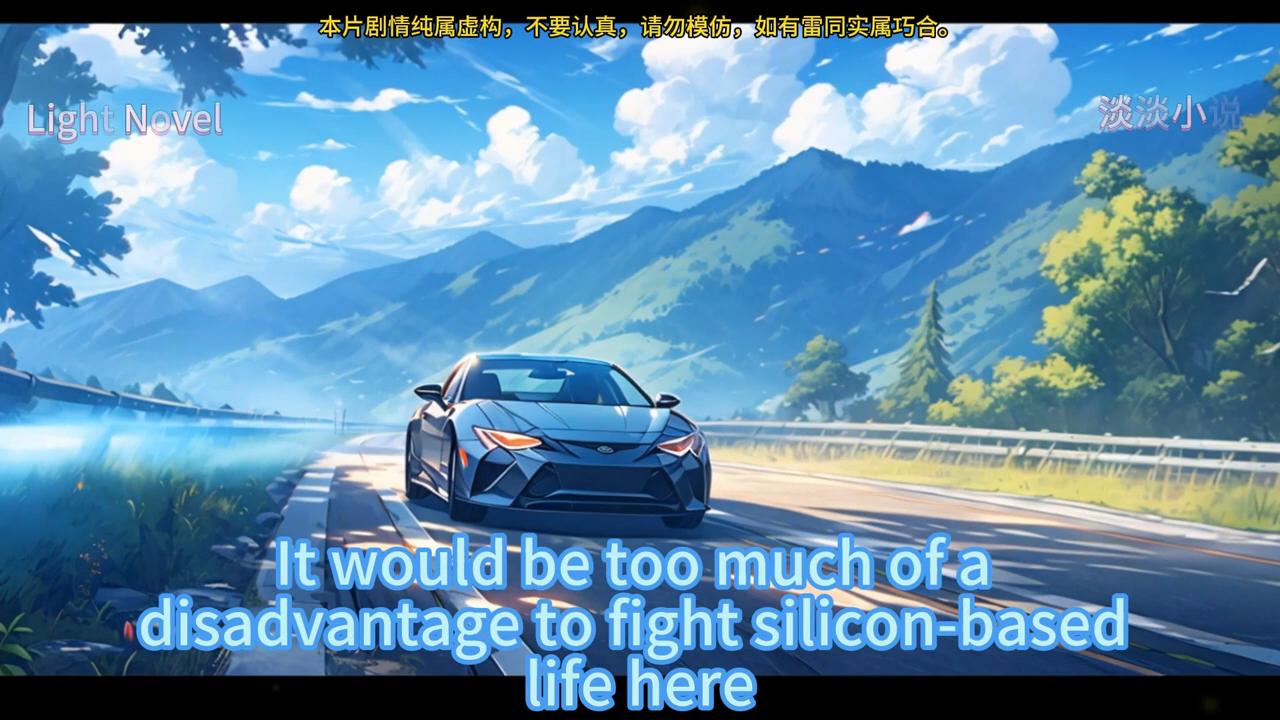 本片剧情纯属虚构，不要认真，请勿模仿，如有雷同实属巧合。
Light Novel
淡淡小说
It would be too much of a
disadvantage to fight silicon-based
life here